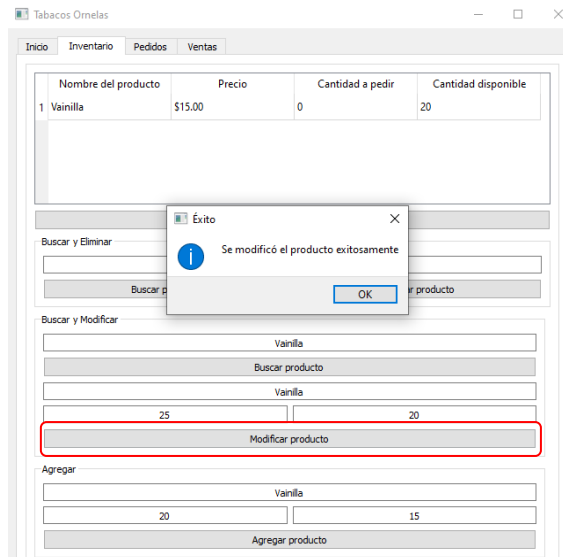 Tabacos Ornelas
Inicio Inventario Pedidos Ventas
Nombre del producto Precio Cantidad a pedir Cantidad disponible
1 Vainilla $15.00 0 20
Éxito
Se modificó el producto exitosamente
OK
Buscar y Eliminar
Buscar p r producto
Buscar y Modificar
Vainilla
Buscar producto
Vainilla
25 20
Modificar producto
Agregar
Vainilla
20 15
Agregar producto